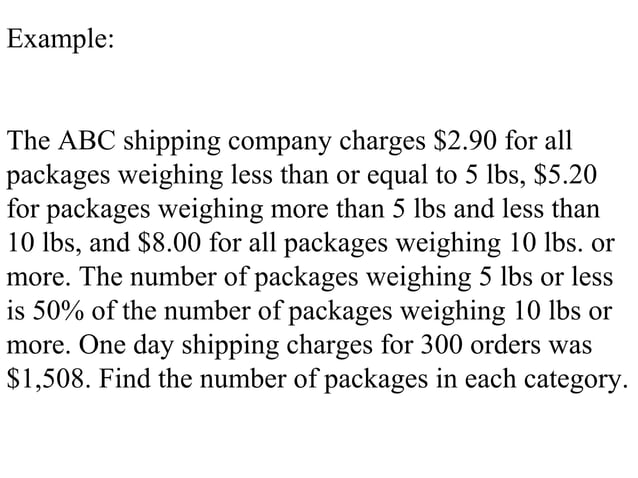 Example:
The ABC shipping company charges $2.90 for all
packages weighing less than or equal to 5 lbs, $5.20
for packages weighing more than 5 lbs and less than
10 lbs, and $8.00 for all packages weighing 10 lbs. or
more. The number of packages weighing 5 lbs or less
is 50% of the number of packages weighing 10 lbs or
more. One day shipping charges for 300 orders was
$1,508. Find the number of packages in each category.